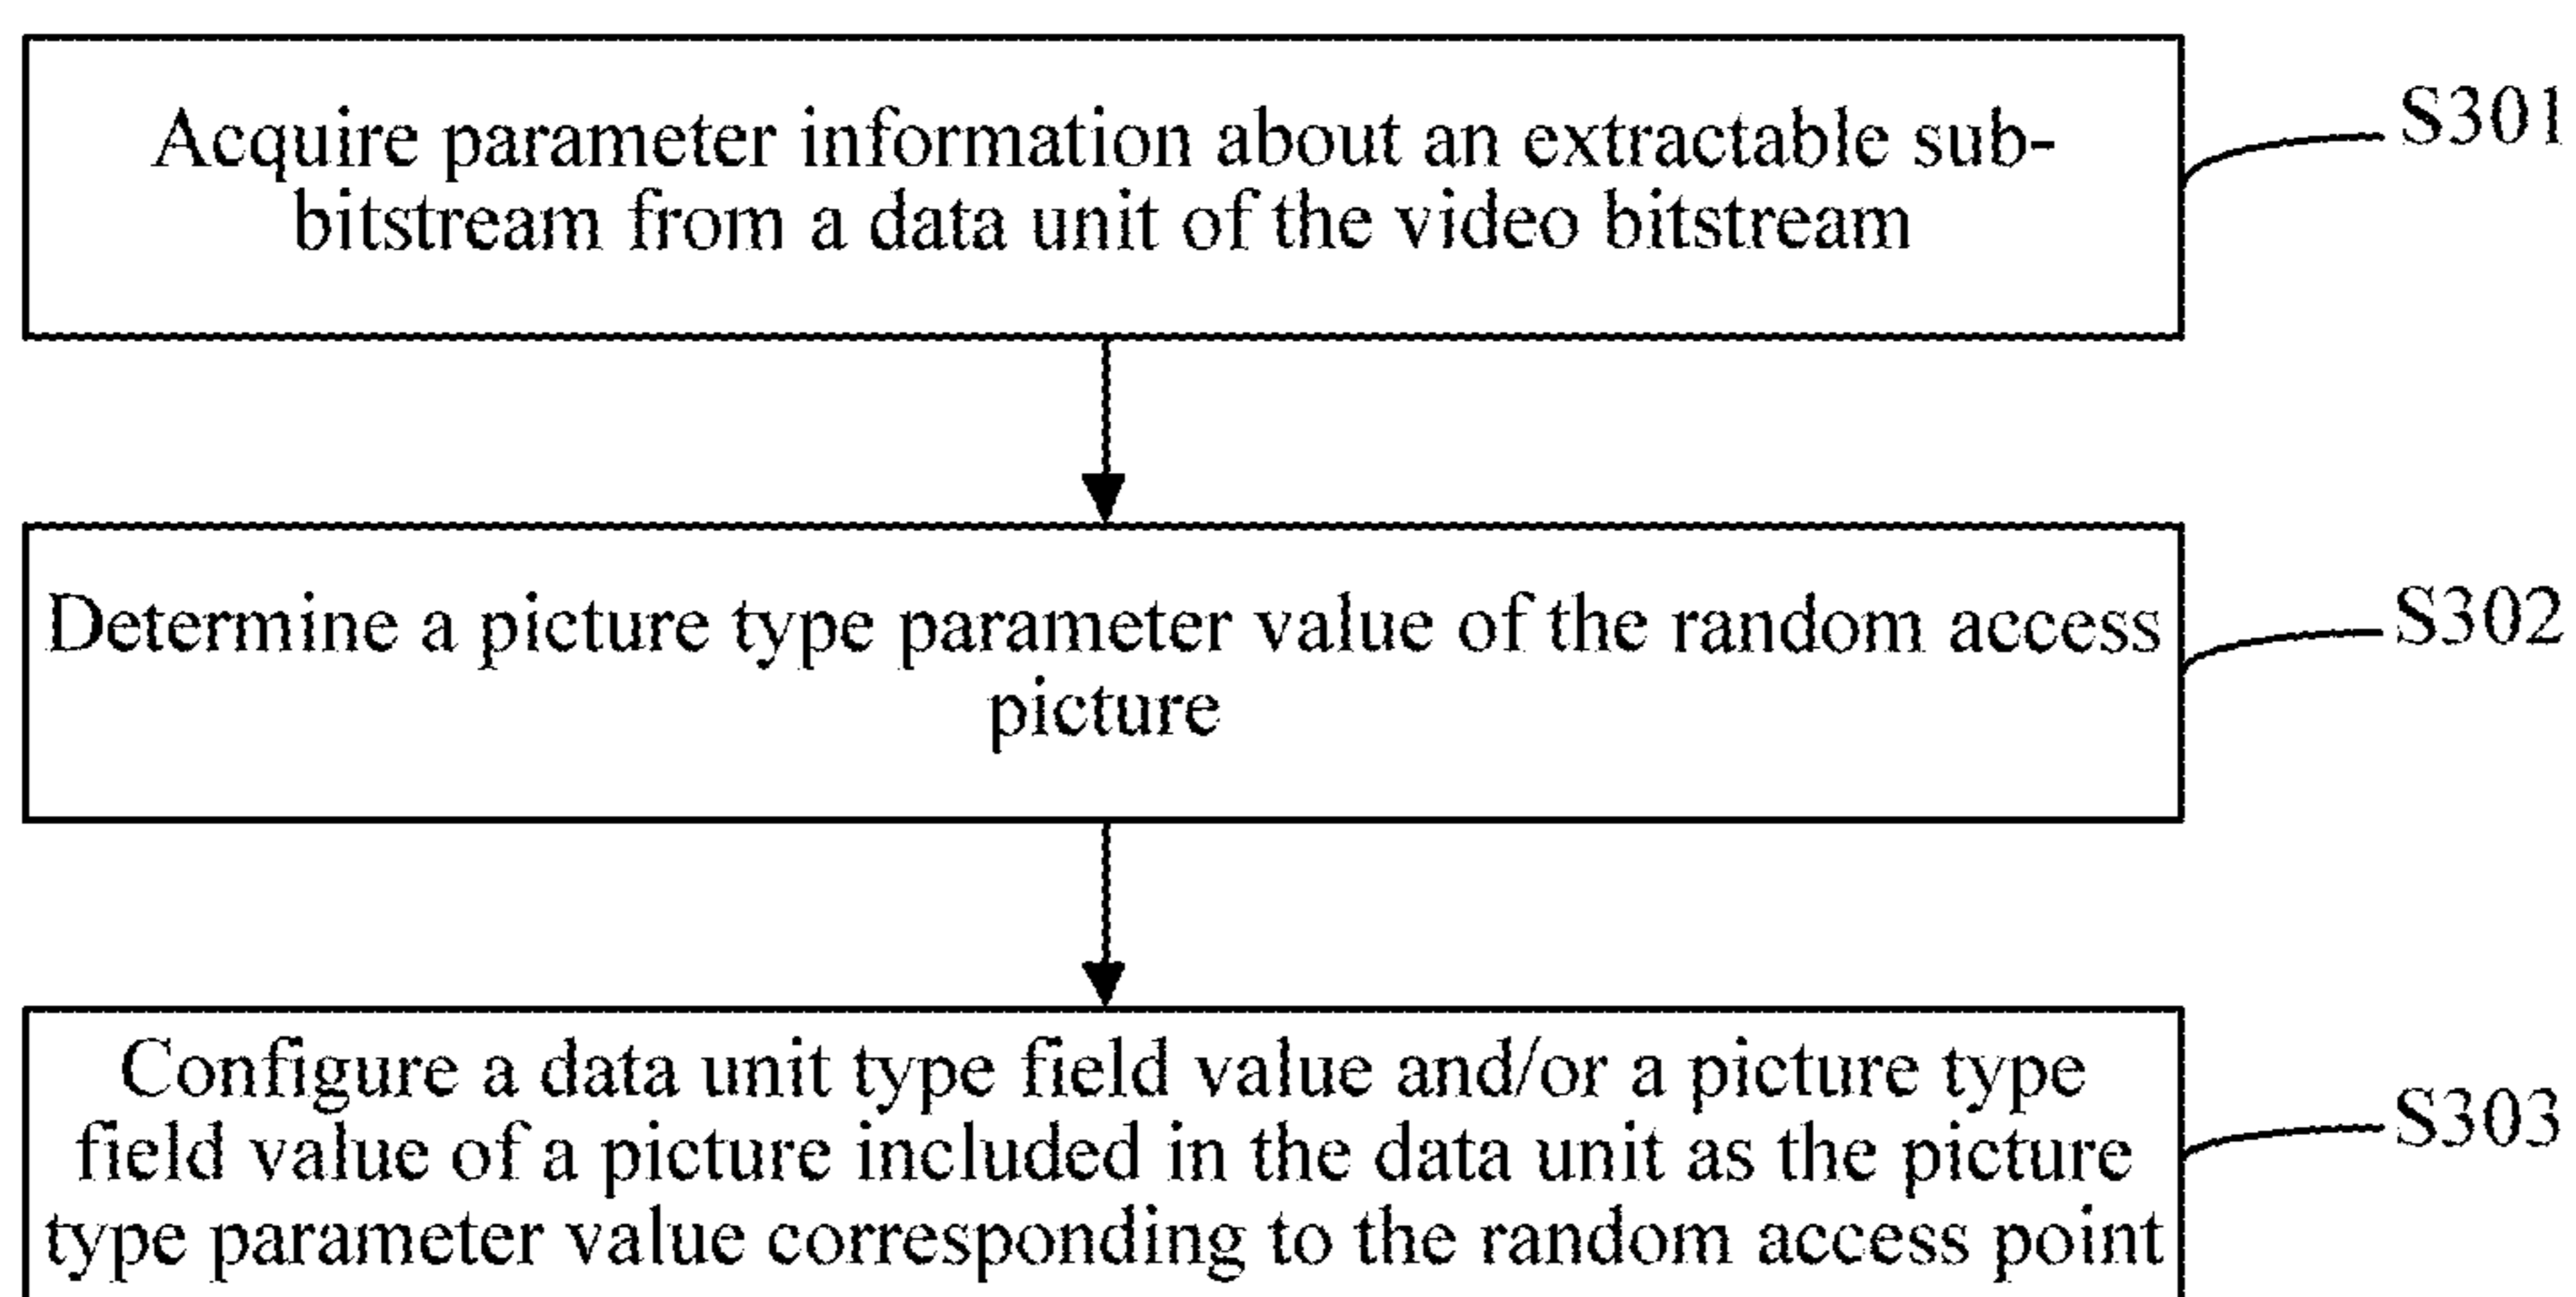 Acquire parameter information about an extractable sub-
bitstream from a data unit of the video bitstream
S301
Determine a picture type parameter value of the random access
picture
S302
Configure a data unit type field value and/or a picture type
field value of a picture included in the data unit as the picture
type parameter value corresponding to the random access point
S303